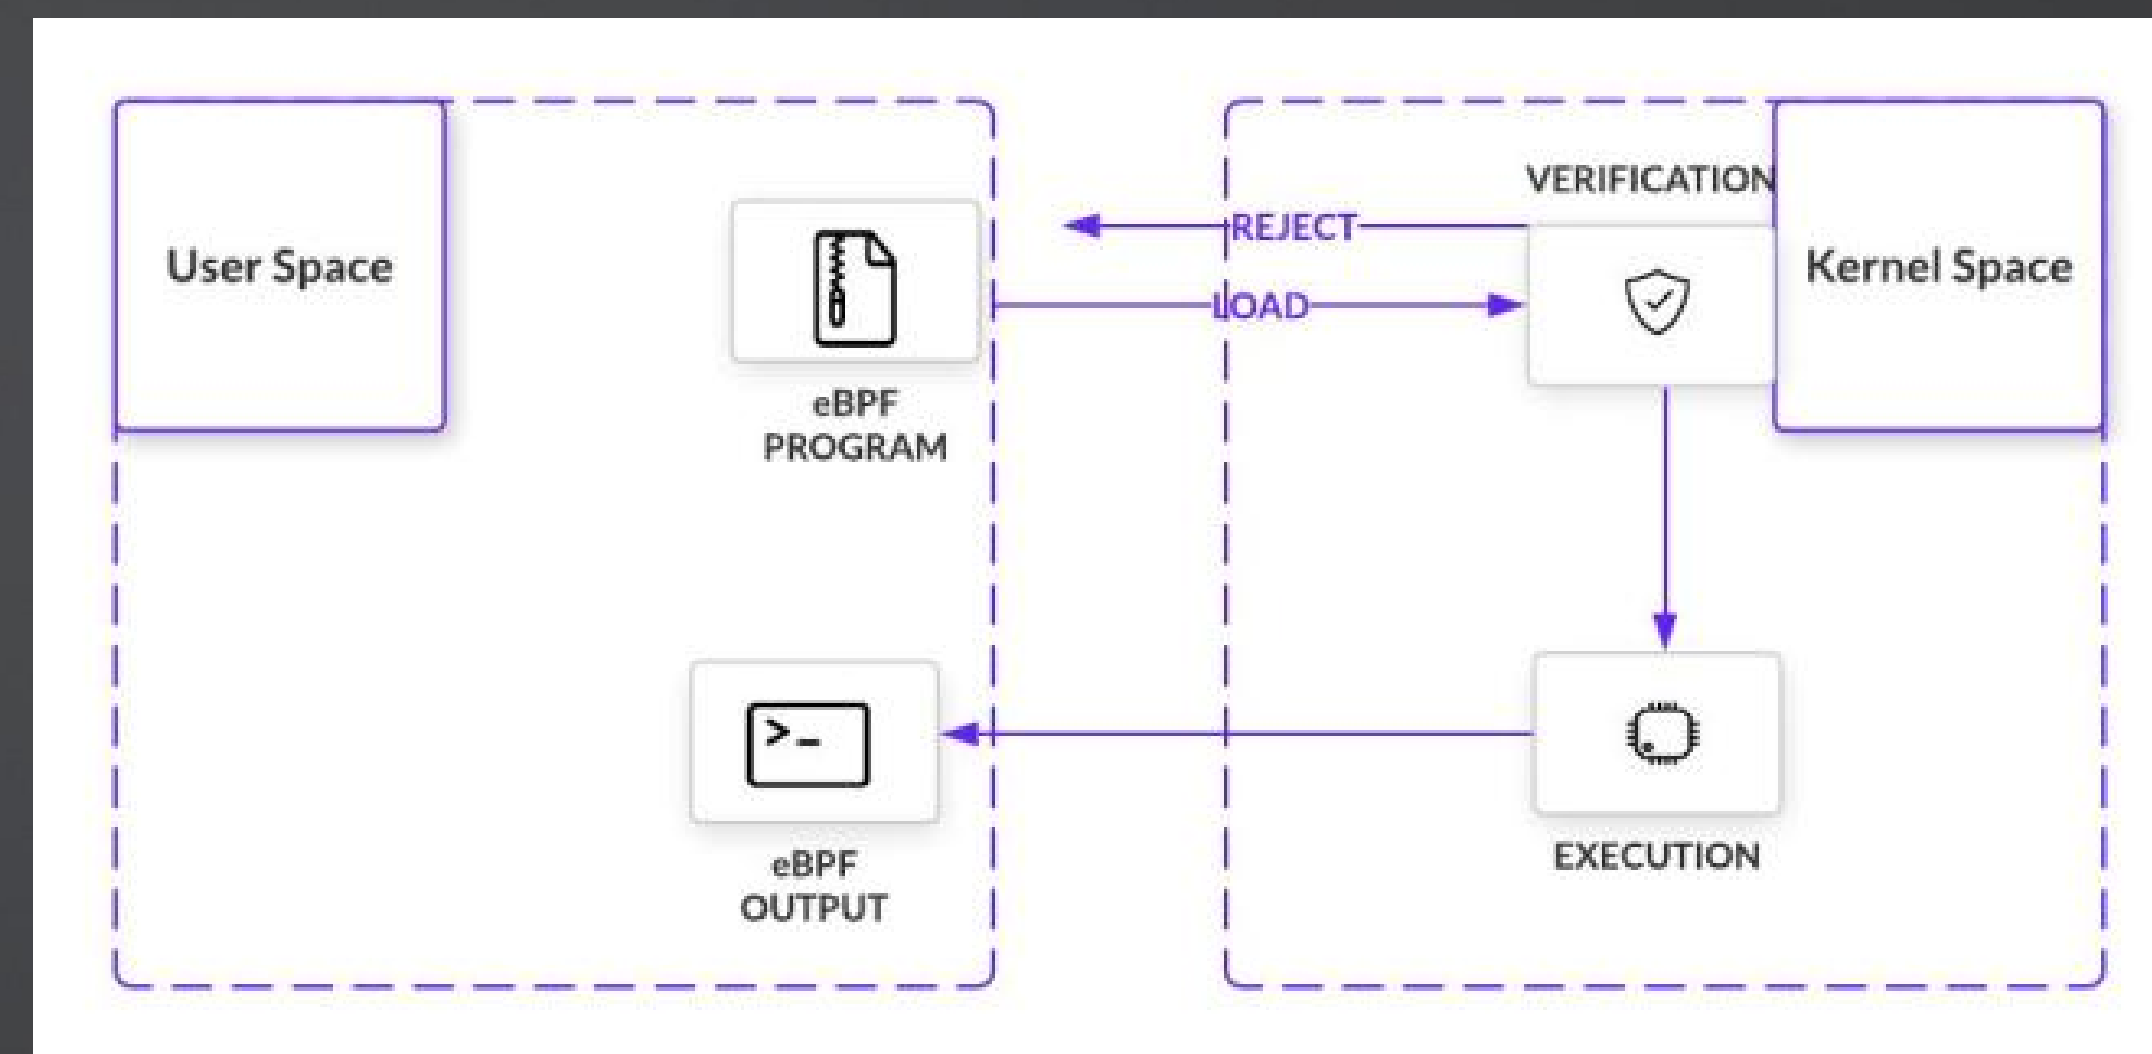 User Space
eBPF
PROGRAM
eBPF
OUTPUT
REJECT
LOAD
VERIFICATION
Kernel Space
EXECUTION